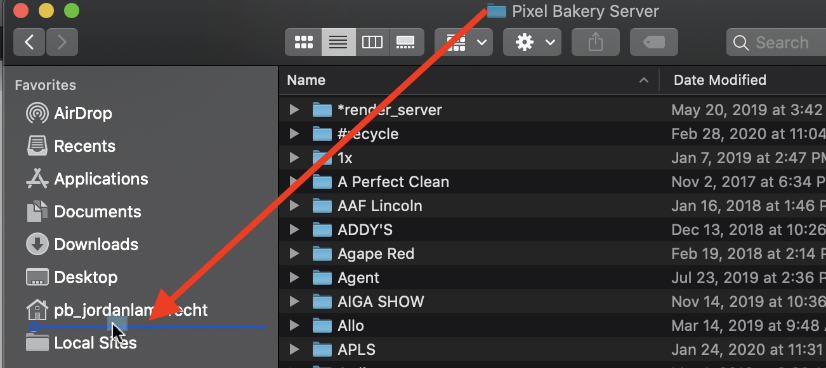 Pixel Bakery Server
Search
Favorites
AirDrop
Recents
Applications
Documents
Downloads
Desktop
Local Sites
Name Date Modified
*render_server May 20, 2019 at 3:42
#recycle Feb 28, 2020 at 11:04
1x Jan 7, 2019 at 2:47 PM
A Perfect Clean Nov 2, 2017 at 6:34 P
AAF Lincoln Jan 16, 2018 at 1:46 P
ADDY'S Dec 13, 2018 at 10:26
Agape Red Feb 19, 2018 at 2:14 P
Agent Jul 23, 2019 at 2:36 P
AIGA SHOW Nov 14, 2019 at 10:36
Allo Mar 14, 2019 at 9:48
APLS Jan 24, 2020 at 11:31